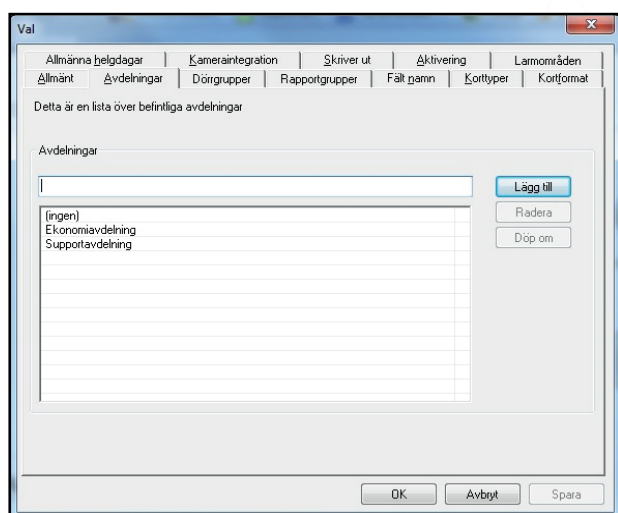 Val
Allmänna helgdagar Kameraintegration Skriver ut Aktivering Larmområden
Allmänt Avdelningar Dörrgrupper Rapportgrupper Fält namn Korttyper Kortformat
Detta är en lista över befintliga avdelningar
Avdelningar
Lägg till
(ingen)
Radera
Ekonomiavdelning
Döp om
Supportavdelning
OK Avbryt Spara